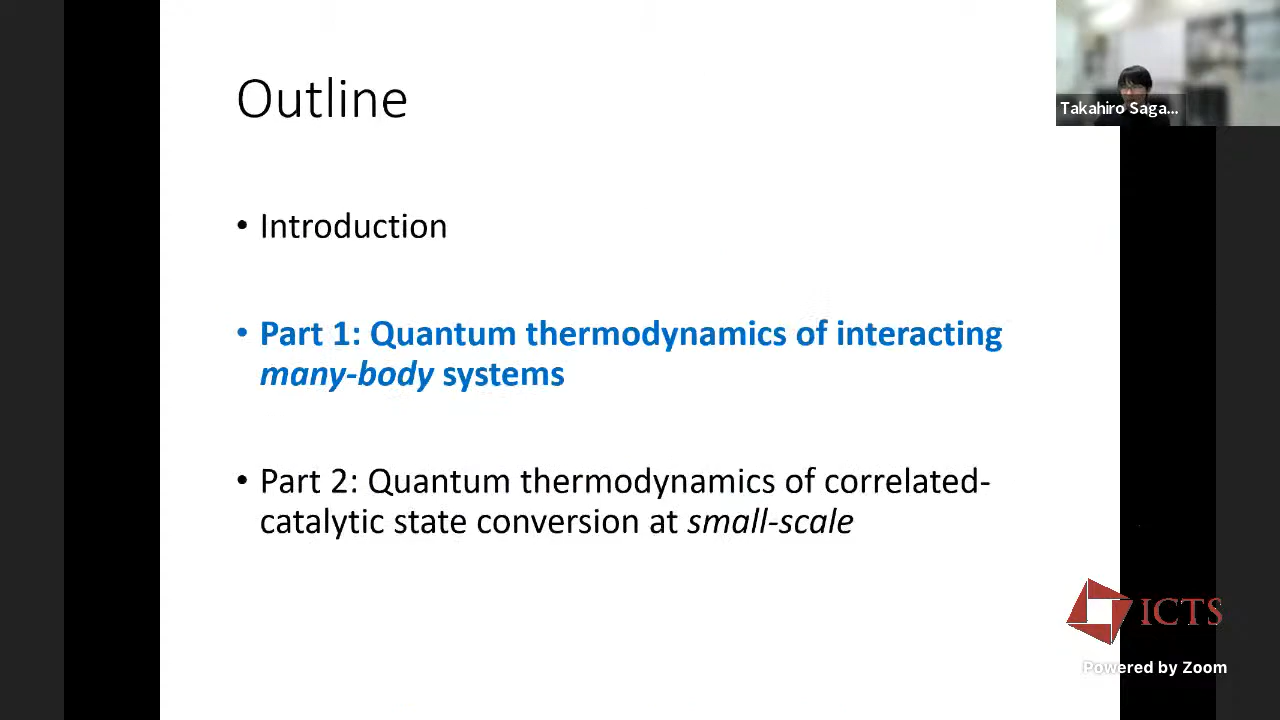 Outline
Takahiro Saga...
• Introduction
• Part 1: Quantum thermodynamics of interacting
many-body systems
• Part 2: Quantum thermodynamics of correlated-
catalytic state conversion at small-scale
ICTS
Powered by Zoom